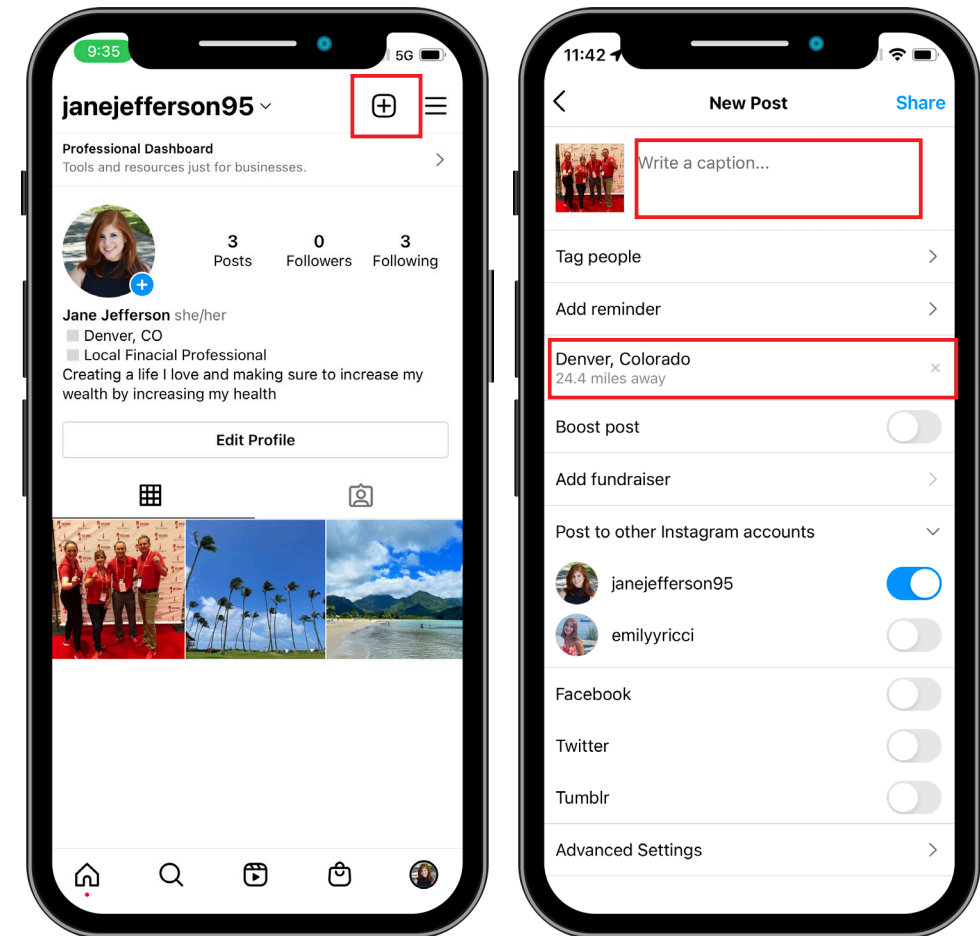 9:35
5G
janejefferson95
Professional Dashboard
Tools and resources just for businesses.
3
Posts
0
Followers
3
Following
Jane Jefferson she/her
Denver, CO
Local Finacial Professional
Creating a life I love and making sure to increase my
wealth by increasing my health
Edit Profile
11:42
New Post
Share
Write a caption...
Tag people
Add reminder
Denver, Colorado
24.4 miles away
Boost post
Add fundraiser
Post to other Instagram accounts
janejefferson95
emilyyricci
Facebook
Twitter
Tumblr
Advanced Settings